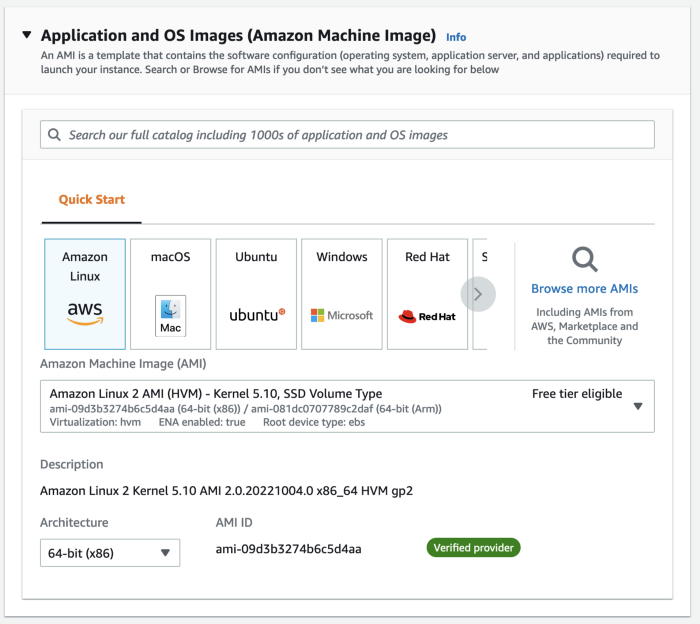 Application and OS Images (Amazon Machine Image) Info
An AMI is a template that contains the software configuration (operating system, application server, and applications) required to
launch your instance. Search or Browse for AMIs if you don't see what you are looking for below
Search our full catalog including 1000s of application and OS images
Quick Start
Amazon
Linux
aws
macOS
Mac
Ubuntu
ubuntu
Windows
Microsoft
Red Hat
Red Hat
S
Browse more AMIs
Including AMIs from
AWS, Marketplace and
the Community
Amazon Machine Image (AMI)
Amazon Linux 2 AMI (HVM) - Kernel 5.10, SSD Volume Type Free tier eligible
ami-09d3b3274b6c5d4aa (64-bit (x86)) / ami-081dc0707789c2daf (64-bit (Arm))
Virtualization: hvm ENA enabled: true Root device type: ebs
Description
Amazon Linux 2 Kernel 5.10 AMI 2.0.20221004.0 x86_64 HVM gp2
Architecture AMI ID
64-bit (x86) ami-09d3b3274b6c5d4aa Verified provider